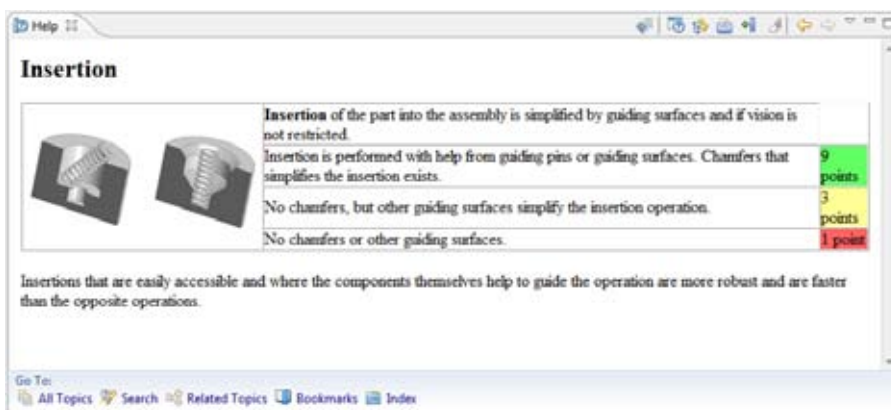 Help
Insertion
Insertion of the part into the assembly is simplified by guiding surfaces and if vision is
not restricted.
Insertion is performed with help from guiding pins or guiding surfaces. Chamfers that
simplifies the insertion exists.
9
points
No chamfers, but other guiding surfaces simplify the insertion operation.
3
points
No chamfers or other guiding surfaces.
1 point
Insertions that are easily accessible and where the components themselves help to guide the operation are more robust and are faster
than the opposite operations.
Go To:
All Topics Search Related Topics Bookmarks Index